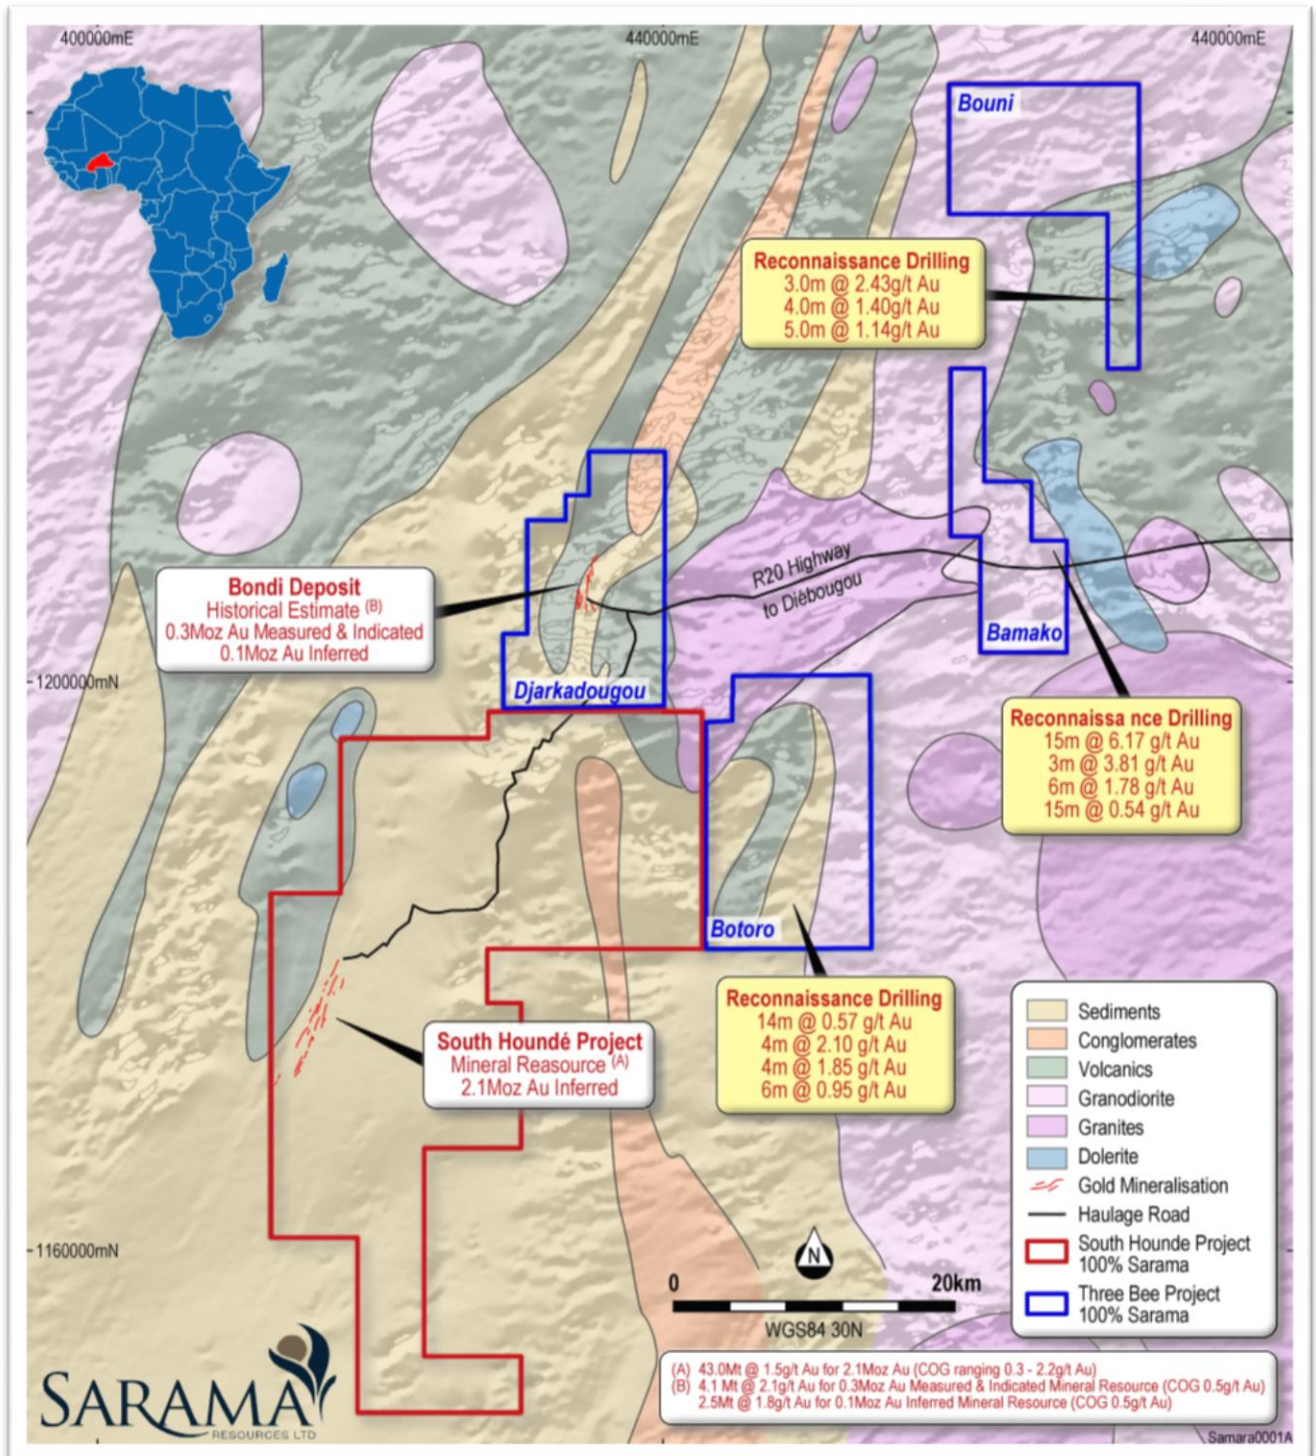 400000mE
440000mE
440000mE
Bouni
Reconnaissance Drilling
3.0m @ 2.43g/t Au
4.0m @ 1.40g/t Au
5.0m @ 1.14g/t Au
R20 Highway
to Diébougou
Bondi Deposit
Historical Estimate (B)
0.3Moz Au Measured & Indicated
0.1Moz Au Inferred
Bamako
Djarkadougou
1200000mN
Reconnaissa nce Drilling
15m @ 6.17 g/t Au
3m @ 3.81 g/t Au
6m @ 1.78 g/t Au
15m @ 0.54 g/t Au
Botoro
Reconnaissance Drilling
14m @ 0.57 g/t Au
4m @ 2.10 g/t Au
4m @ 1.85 g/t Au
6m @ 0.95 g/t Au
South Houndé Project
Mineral Reasource (A)
2.1Moz Au Inferred
Sediments
Conglomerates
Volcanics
Granodiorite
Granites
Dolerite
Gold Mineralisation
Haulage Road
South Hounde Project
100% Sarama
Three Bee Project
100% Sarama
1160000mN
N
0 20km
WGS84 30N
SARAMA
RESOURCES LTD
(A) 43.0Mt @ 1.5g/t Au for 2.1Moz Au (COG ranging 0.3 - 2.2g/t Au)
(B) 4.1 Mt @ 2.1g/t Au for 0.3Moz Au Measured & Indicated Mineral Resource (COG 0.5g/t Au)
2.5Mt @ 1.8g/t Au for 0.1Moz Au Inferred Mineral Resource (COG 0.5g/t Au)
Samara0001A